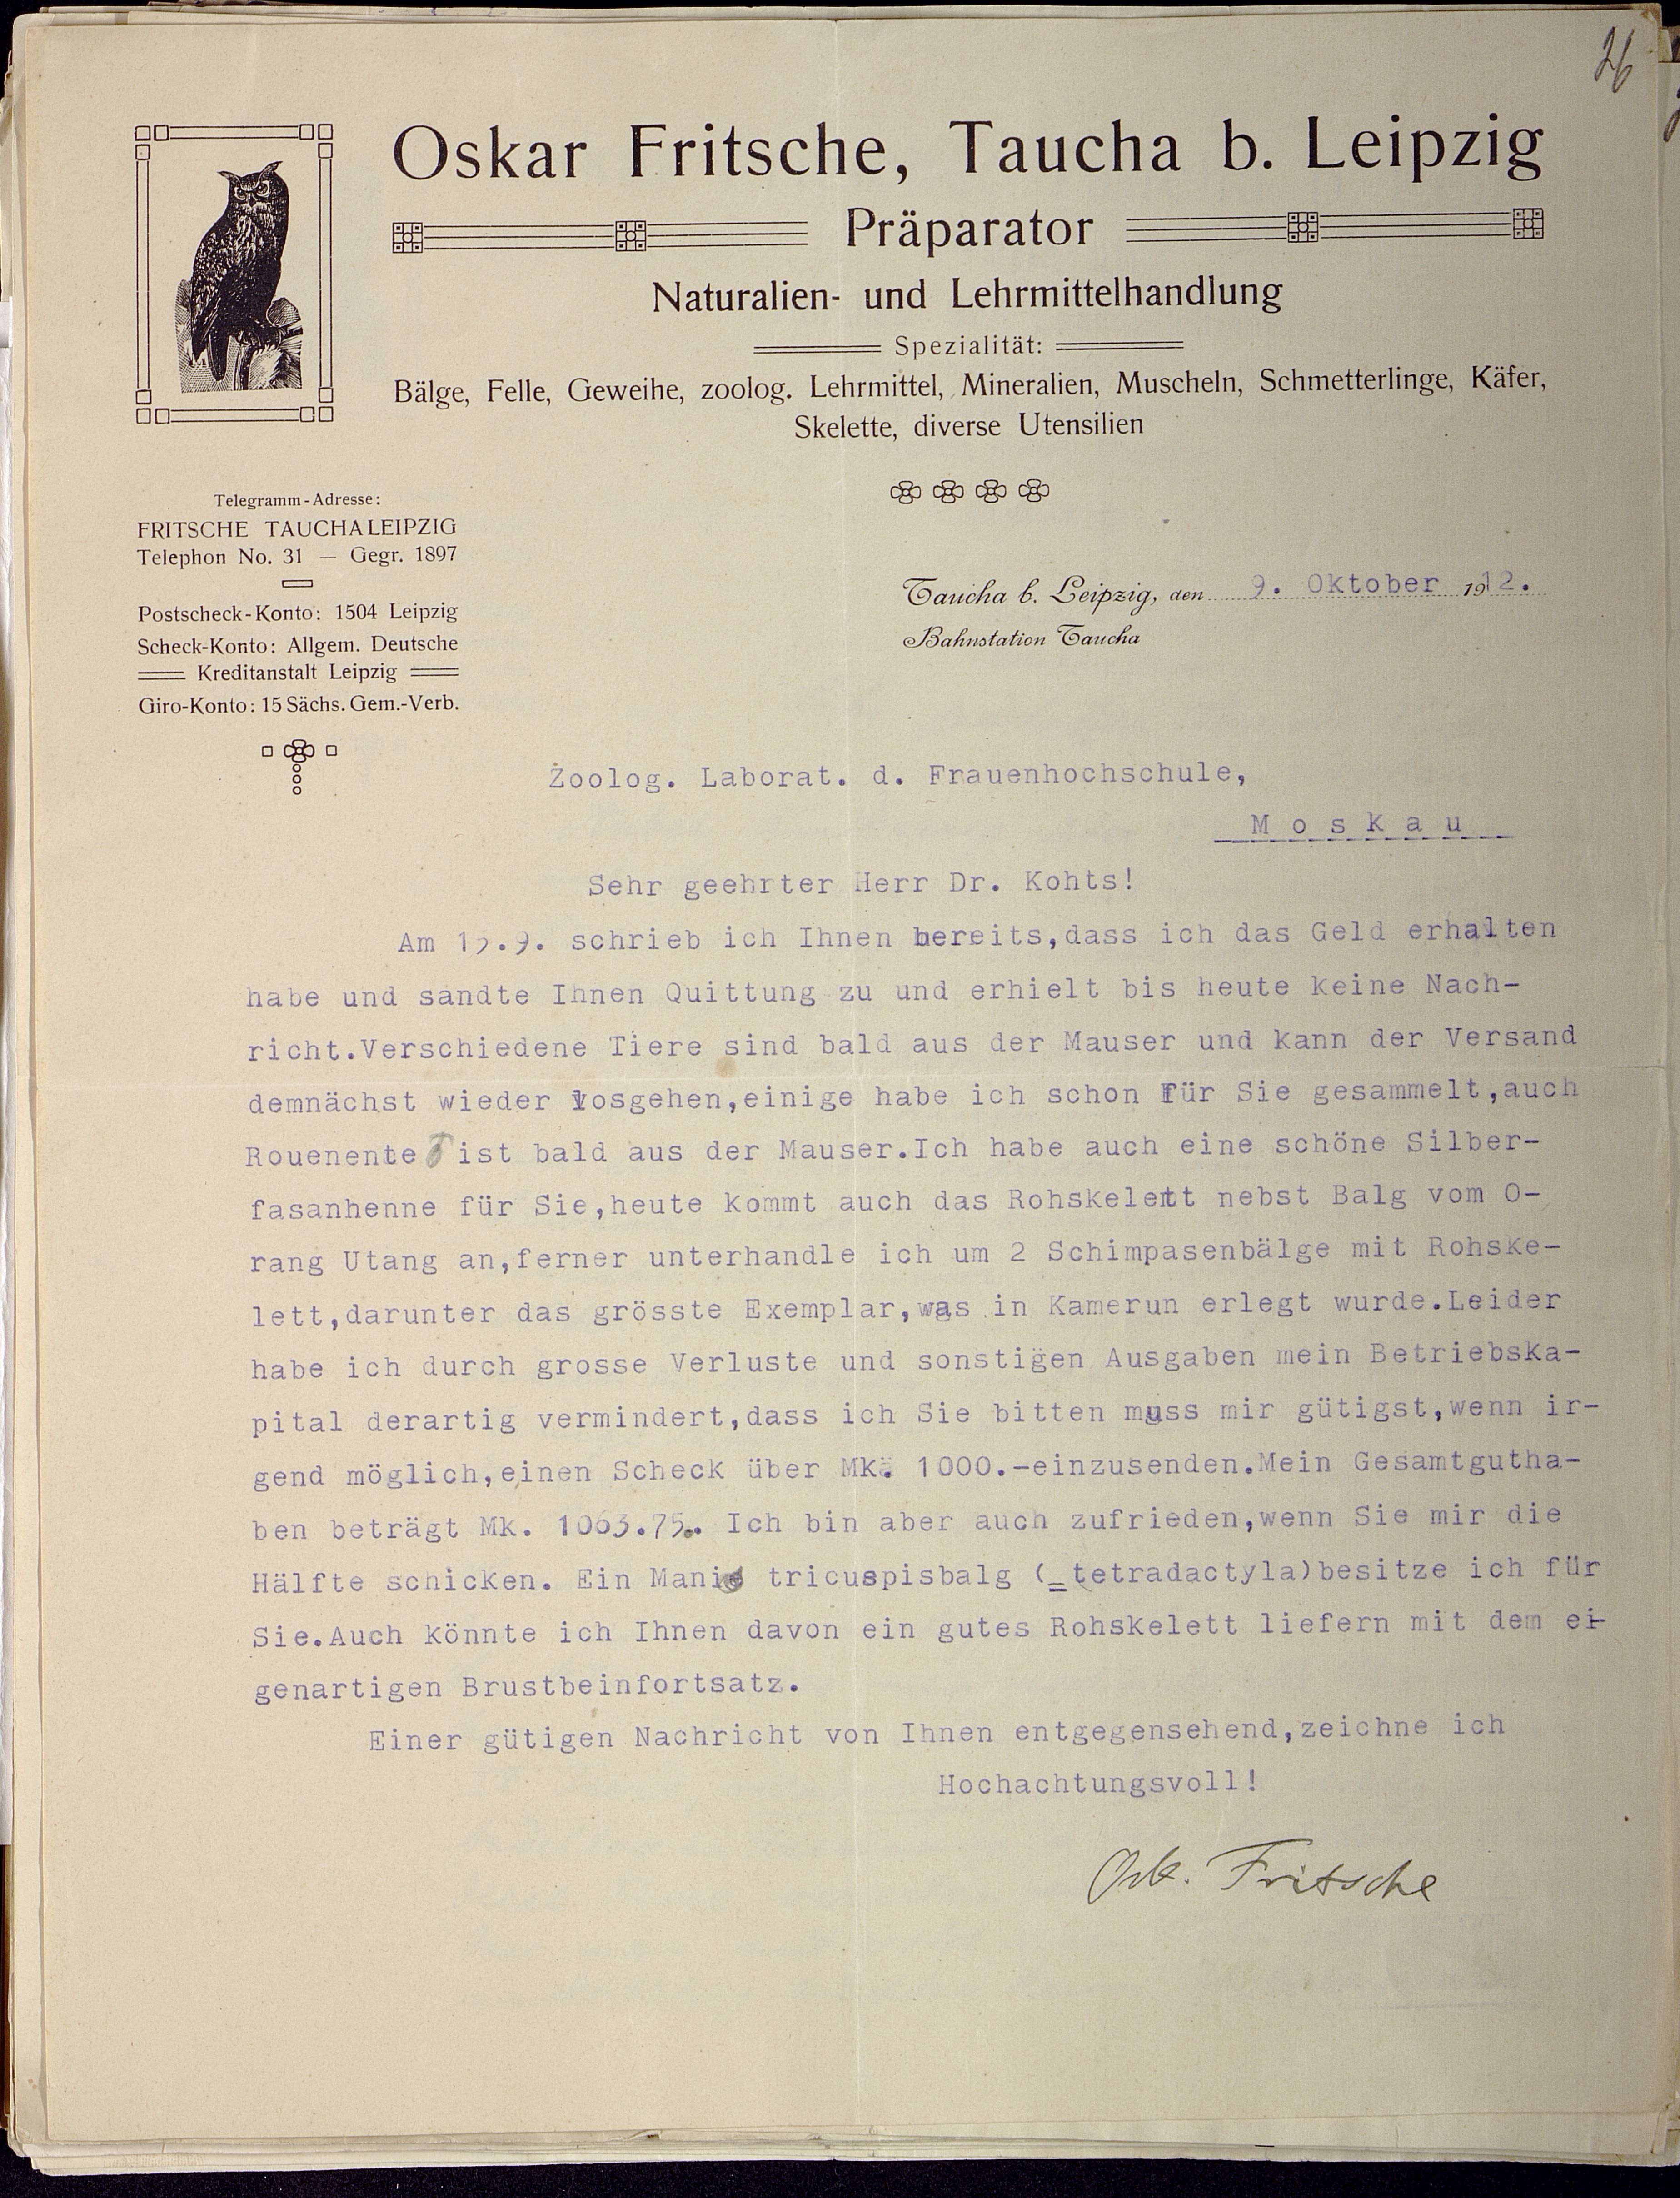 26
Oskar Fritsche, Taucha b. Leipzig
Präparator
Naturalien- und Lehrmittelhandlung
Spezialität:
Bälge, Felle, Geweihe, zoolog. Lehrmittel, Mineralien, Muscheln, Schmetterlinge, Käfer,
Skelette, diverse Utensilien
Telegramm-Adresse:
FRITSCHE TAUCHALEIPZIG
Telephon No. 31 — Gegr. 1897
Postscheck-Konto: 1504 Leipzig
Scheck-Konto: Allgem. Deutsche
Kreditanstalt Leipzig
Giro-Konto: 15 Sächs. Gem.-Verb.
Taucha b. Leipzig, den 9. Oktober 1912.
Bahnstation Taucha
Zoolog. Laborat. d. Frauenhochschule,
Moskau
Sehr geehrter Herr Dr. Kohts!
Am 15.9. schrieb ich Ihnen bereits,dass ich das Geld erhalten
habe und sandte Ihnen Quittung zu und erhielt bis heute keine Nach-
richt.Verschiedene Tiere sind bald aus der Mauser und kann der Versand
demnächst wieder losgehen,einige habe ich schon für Sie gesammelt,auch
Rouenente ist bald aus der Mauser.Ich habe auch eine schöne Silber-
fasanhenne für Sie,heute kommt auch das Rohskelett nebst Balg vom O-
rang Utang an,ferner unterhandle ich um 2 Schimpasenbälge mit Rohske-
lett,darunter das grösste Exemplar,was in Kamerun erlegt wurde.Leider
habe ich durch grosse Verluste und sonstigen Ausgaben mein Betriebska-
pital derartig vermindert,dass ich Sie bitten muss mir gütigst,wenn ir-
gend möglich,einen Scheck über Mk. 1000.-einzusenden.Mein Gesamtgutha-
ben beträgt Mk. 1063.75. Ich bin aber auch zufrieden,wenn Sie mir die
Hälfte schicken. Ein Manis tricuspisbalg (=tetradactyla)besitze ich für
Sie.Auch könnte ich Ihnen davon ein gutes Rohskelett liefern mit dem ei-
genartigen Brustbeinfortsatz.
Einer gütigen Nachricht von Ihnen entgegensehend,zeichne ich
Hochachtungsvoll!
Osk. Fritsche